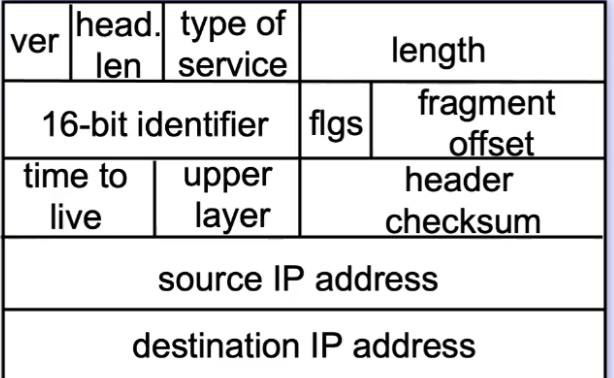 ver
head.
len
type of
service
length
16-bit identifier
flgs
fragment
offset
time to
live
upper
layer
header
checksum
source IP address
destination IP address